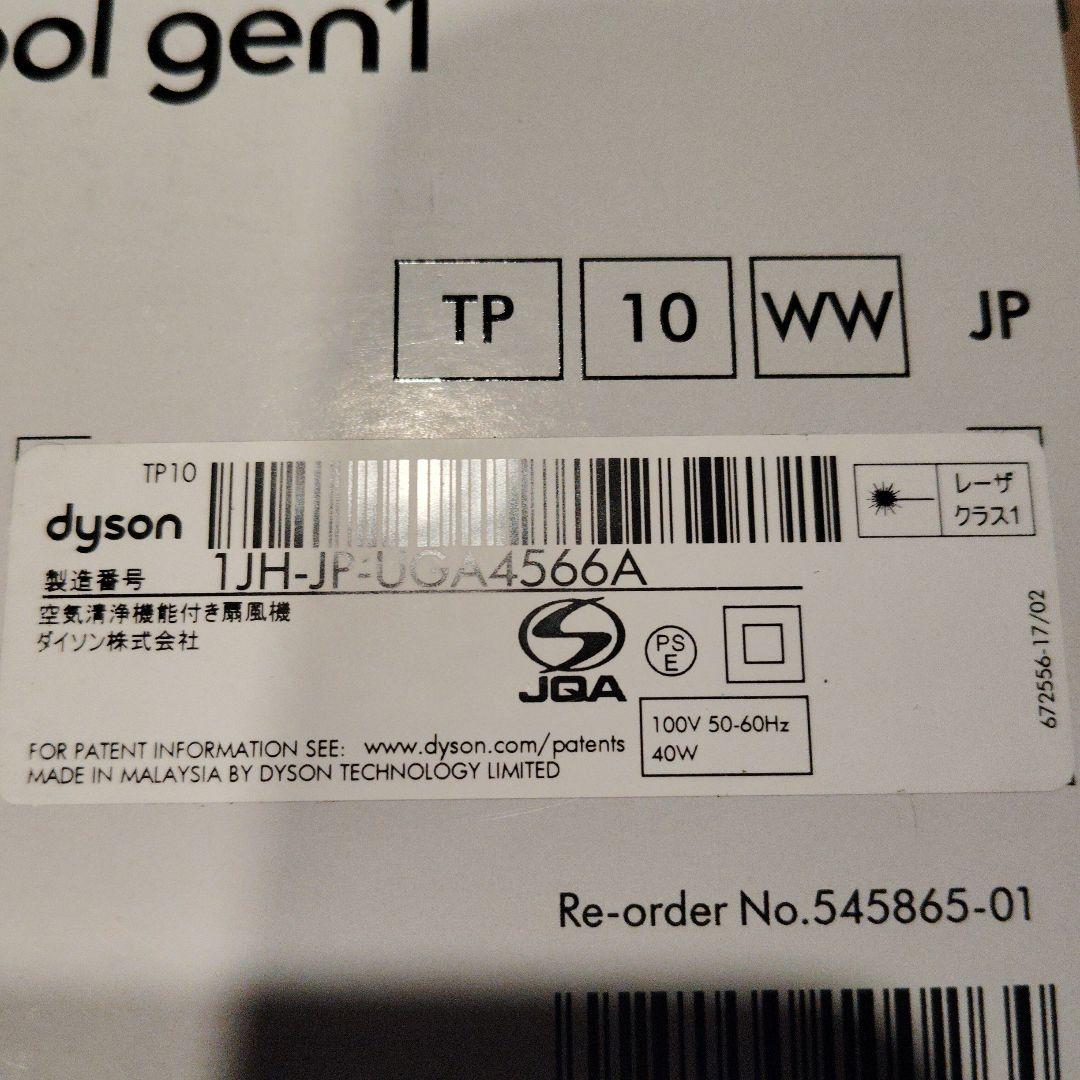 ool gen1
TP 10 WW JP
TP10
dyson
レーザ
クラス1
製造番号 1JH-JP-UGA4566A
空気清浄機能付き扇風機
ダイソン株式会社
JQA
PS
E
100V 50-60Hz
40W
672556-17/02
FOR PATENT INFORMATION SEE: www.dyson.com/patents
MADE IN MALAYSIA BY DYSON TECHNOLOGY LIMITED
Re-order No.545865-01